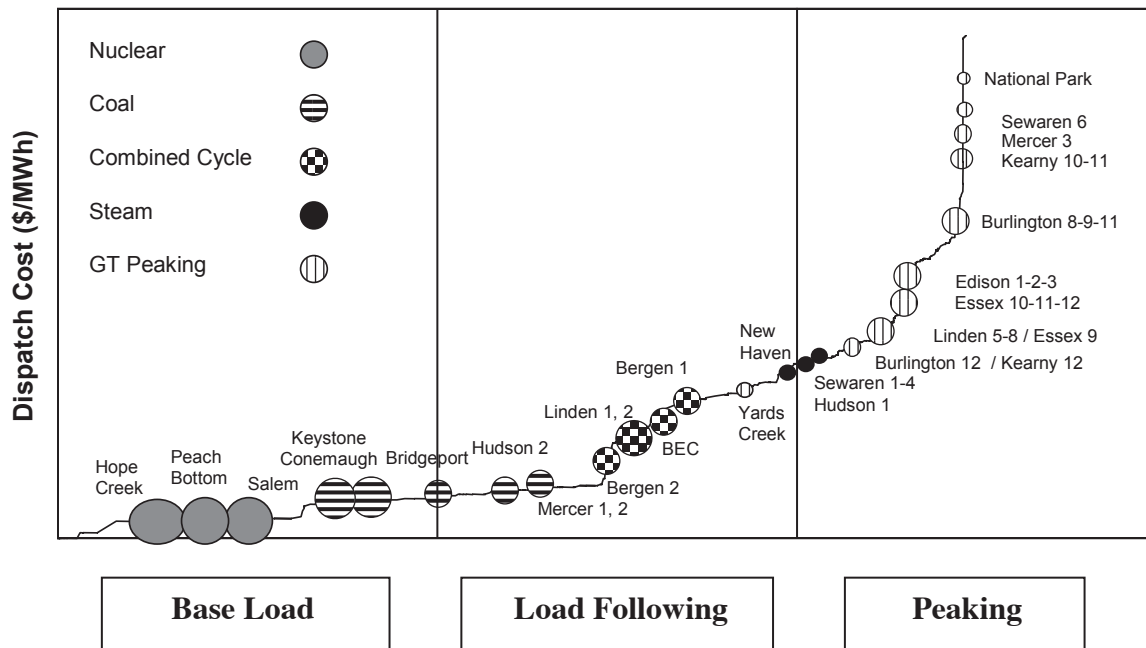 Dispatch Cost ($/MWh)
Nuclear
Coal
Combined Cycle
Steam
GT Peaking
Hope
Creek
Peach
Bottom
Salem
Keystone
Conemaugh
Bridgeport
Hudson 2
Mercer 1, 2
Linden 1, 2
Bergen 2
BEC
Bergen 1
New
Haven
Yards
Creek
National Park
Sewaren 6
Mercer 3
Kearny 10-11
Burlington 8-9-11
Edison 1-2-3
Essex 10-11-12
Linden 5-8 / Essex 9
Burlington 12 / Kearny 12
Sewaren 1-4
Hudson 1
Base Load
Load Following
Peaking